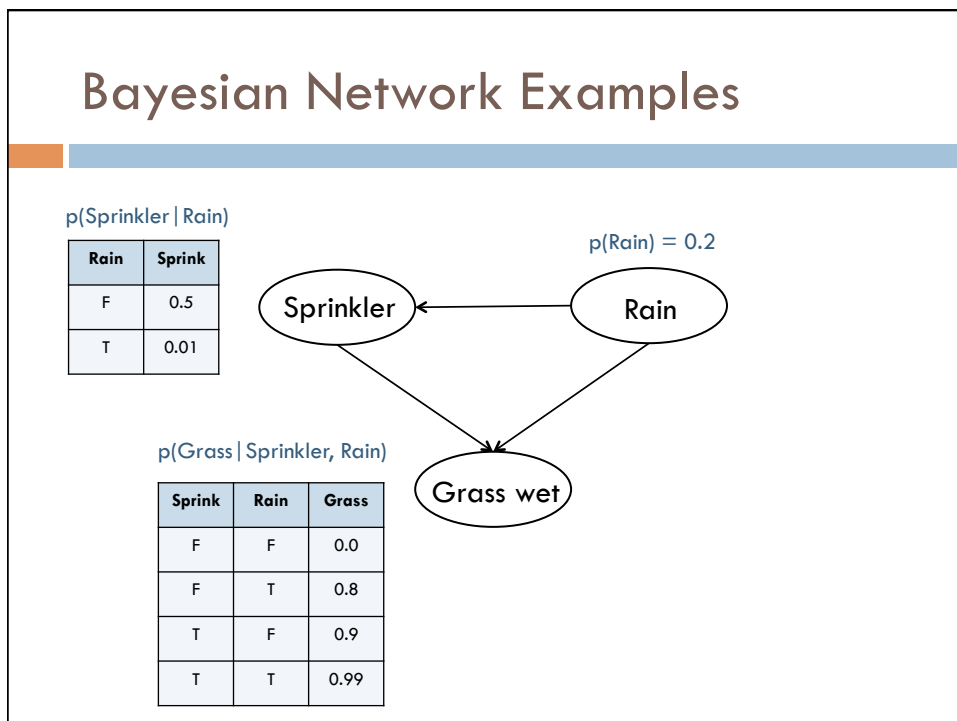 Bayesian Network Examples
p(Sprinkler|Rain)
Rain Sprink
F 0.5
T 0.01
p(Rain) = 0.2
Sprinkler
Rain
p(Grass|Sprinkler, Rain)
Sprink Rain Grass
F F 0.0
F T 0.8
T F 0.9
T T 0.99
Grass wet